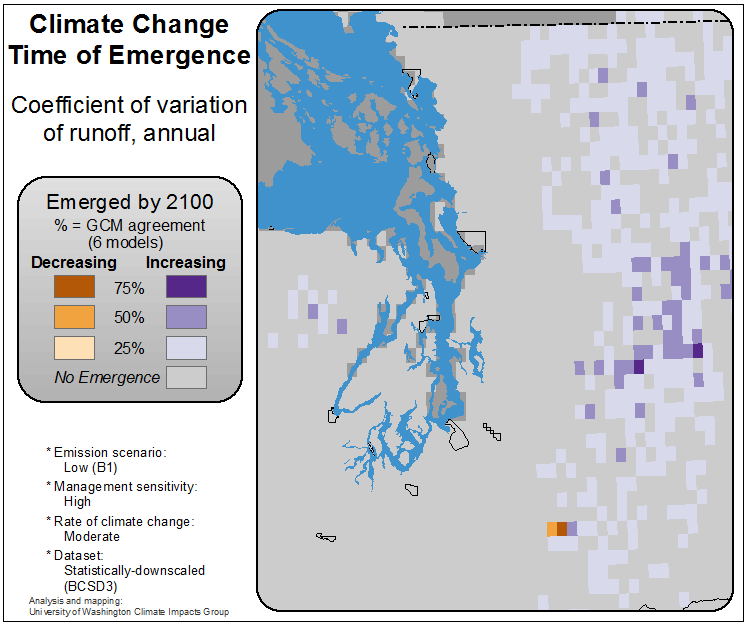 Climate Change
Time of Emergence
Coefficient of variation
of runoff, annual
Emerged by 2100
% = GCM agreement
(6 models)
Decreasing Increasing
75%
50%
25%
No Emergence
* Emission scenario:
Low (B1)
* Management sensitivity:
High
* Rate of climate change:
Moderate
* Dataset:
Statistically-downscaled
(BCSD3)
Analysis and mapping:
University of Washington Climate Impacts Group